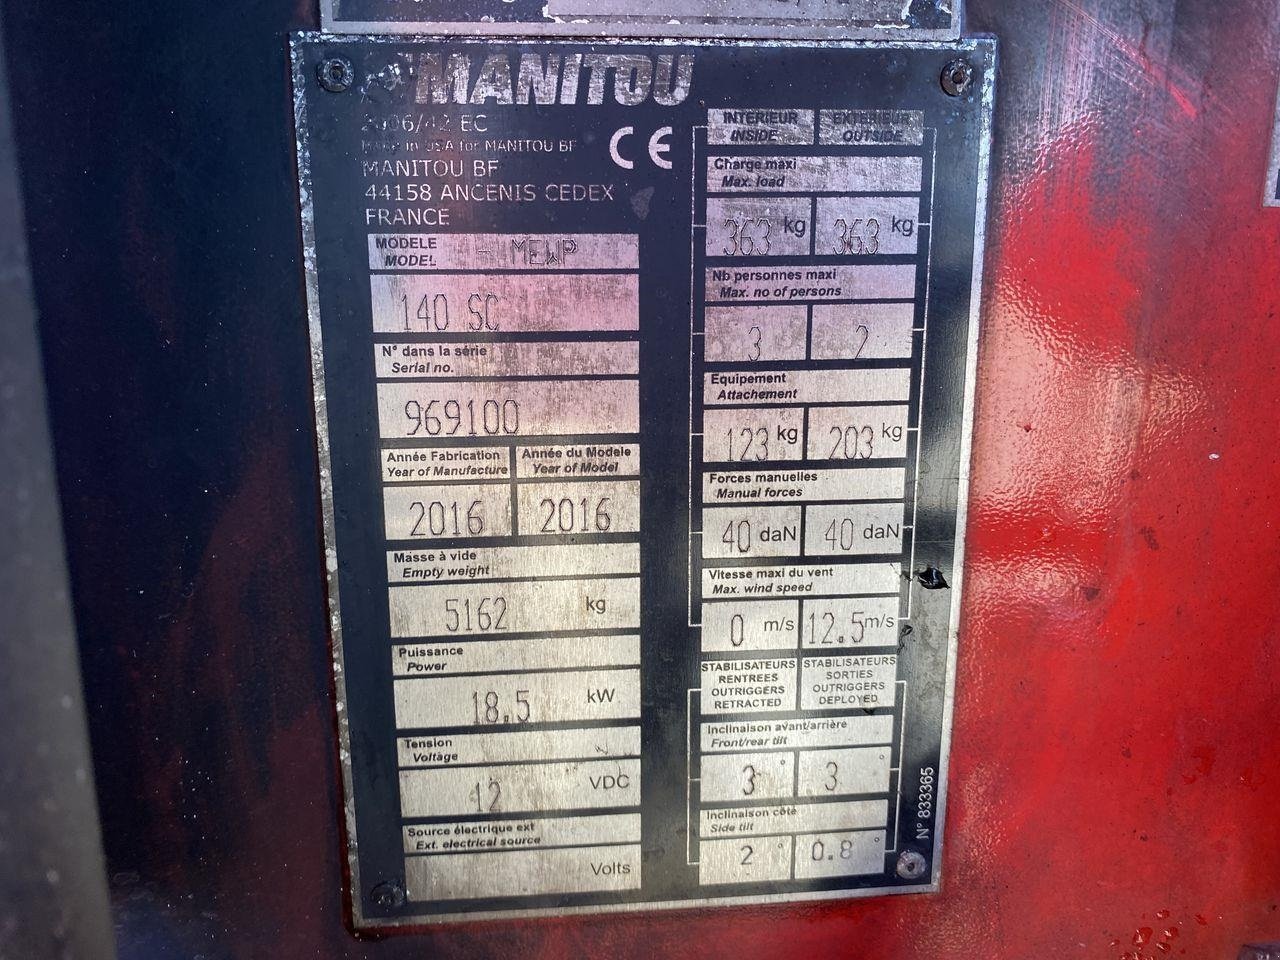 MANITOU
2006/42 EC
Made in USA for MANITOU BF
MANITOU BF
44158 ANCENIS CEDEX
FRANCE
CE
MODELE
MODEL
- MEWP
140 SC
N° dans la série
Serial no.
969100
Année Fabrication
Year of Manufacture
Année du Modele
Year of Model
2016
2016
Masse à vide
Empty weight
5162 kg
Puissance
Power
18.5 kW
Tension
Voltage
12 VDC
Source électrique ext
Ext. electrical source
Volts
INTERIEUR
INSIDE
EXTERIEUR
OUTSIDE
Charge maxi
Max. load
363 kg
363 kg
Nb personnes maxi
Max. no of persons
3
2
Equipement
Attachement
123 kg
203 kg
Forces manuelles
Manual forces
40 daN
40 daN
Vitesse maxi du vent
Max. wind speed
0 m/s
12.5 m/s
STABILISATEURS
RENTREES
OUTRIGGERS
RETRACTED
STABILISATEURS
SORTIES
OUTRIGGERS
DEPLOYED
Inclinaison avant/arrière
Front/rear tilt
3 °
3 °
Inclinaison côté
Side tilt
2 °
0.8 °
N° 833365